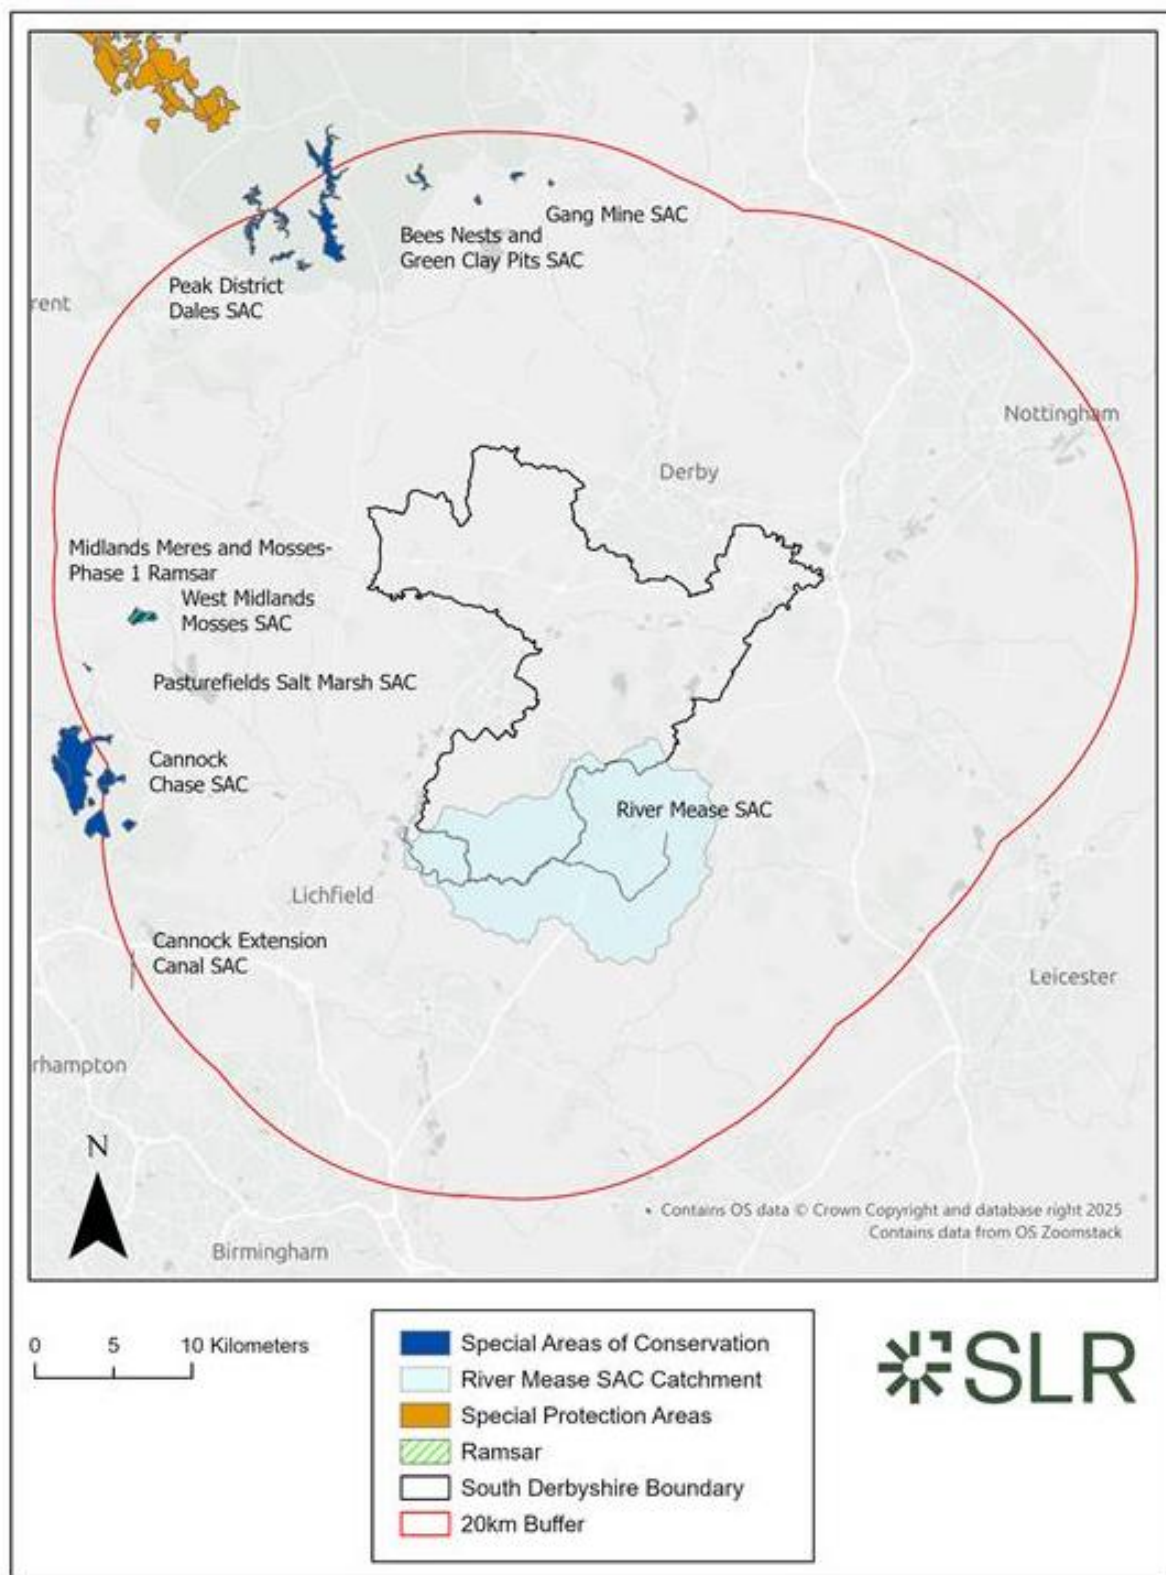 Gang Mine SAC
Bees Nests and
Green Clay Pits SAC
Peak District
Dales SAC
rent
Nottingham
Derby
Midlands Meres and Mosses-
Phase 1 Ramsar
West Midlands
Mosses SAC
Pasturefields Salt Marsh SAC
Cannock
Chase SAC
River Mease SAC
Lichfield
Cannock Extension
Canal SAC
Leicester
rhampton
N
Contains OS data © Crown Copyright and database right 2025
Contains data from OS Zoomstack
Birmingham
0 5 10 Kilometers
Special Areas of Conservation
River Mease SAC Catchment
Special Protection Areas
Ramsar
South Derbyshire Boundary
20km Buffer
SLR